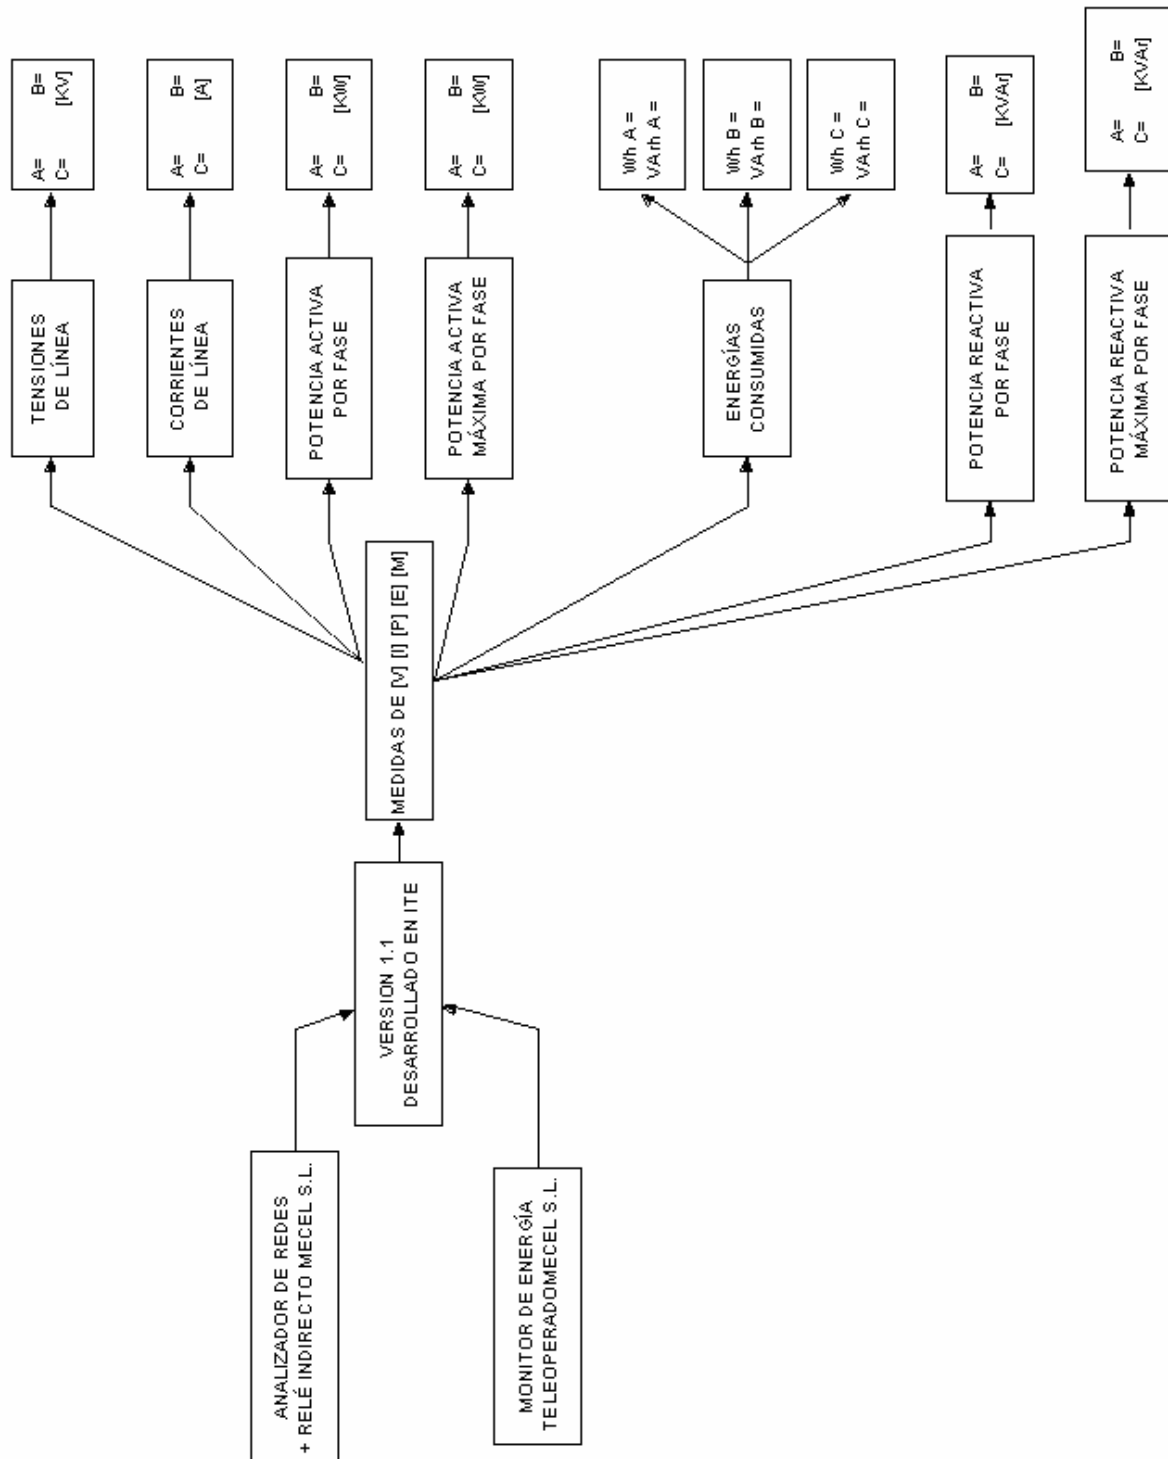 ANALIZADOR DE REDES
+ RELÉ INDIRECTO MECEL S.L.
MONITOR DE ENERGÍA
TELEOPERADOMECEL S.L.
VERSION 1.1
DESARROLLADO EN ITE
MEDIDAS DE [V] [I] [P] [E] [M]
TENSIONES
DE LÍNEA
A= B=
C= [KV]
CORRIENTES
DE LÍNEA
A= B=
C= [A]
POTENCIA ACTIVA
POR FASE
A= B=
C= [KW]
POTENCIA ACTIVA
MÁXIMA POR FASE
A= B=
C= [KW]
ENERGÍAS
CONSUMIDAS
Wh A =
VArh A =
Wh B =
VArh B =
Wh C =
VArh C =
POTENCIA REACTIVA
POR FASE
A= B=
C= [KVAr]
POTENCIA REACTIVA
MÁXIMA POR FASE
A= B=
C= [KVAr]